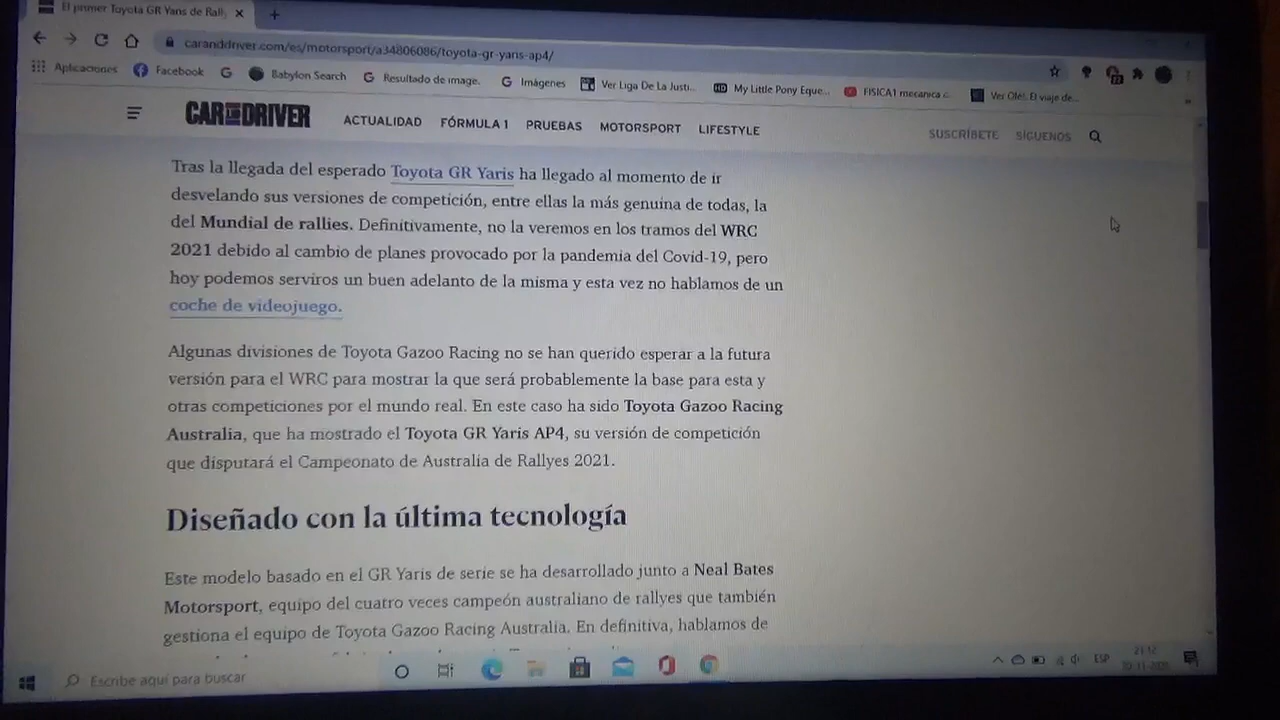 El primer Toyota GR Yaris de Rall
caranddriver.com/es/motorsport/a34806086/toyota-gr-yaris-ap4/
Aplicaciones Facebook Babylon Search Resultado de image. Imágenes Ver Liga De La Justi... My Little Pony Eque... FISICA1 mecanica c. Ver Olé!. El viaje de...
CAR AND DRIVER ACTUALIDAD FÓRMULA 1 PRUEBAS MOTORSPORT LIFESTYLE SUSCRÍBETE SÍGUENOS
Tras la llegada del esperado Toyota GR Yaris ha llegado al momento de ir
desvelando sus versiones de competición, entre ellas la más genuina de todas, la
del Mundial de rallies. Definitivamente, no la veremos en los tramos del WRC
2021 debido al cambio de planes provocado por la pandemia del Covid-19, pero
hoy podemos serviros un buen adelanto de la misma y esta vez no hablamos de un
coche de videojuego.
Algunas divisiones de Toyota Gazoo Racing no se han querido esperar a la futura
versión para el WRC para mostrar la que será probablemente la base para esta y
otras competiciones por el mundo real. En este caso ha sido Toyota Gazoo Racing
Australia, que ha mostrado el Toyota GR Yaris AP4, su versión de competición
que disputará el Campeonato de Australia de Rallyes 2021.
Diseñado con la última tecnología
Este modelo basado en el GR Yaris de serie se ha desarrollado junto a Neal Bates
Motorsport, equipo del cuatro veces campeón australiano de rallyes que también
gestiona el equipo de Toyota Gazoo Racing Australia. En definitiva, hablamos de
Escribe aquí para buscar
ESP